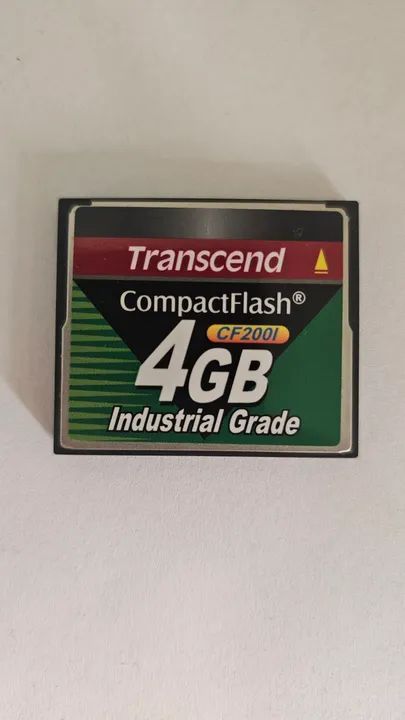 Transcend
CompactFlash®
CF200I
4GB
Industrial Grade